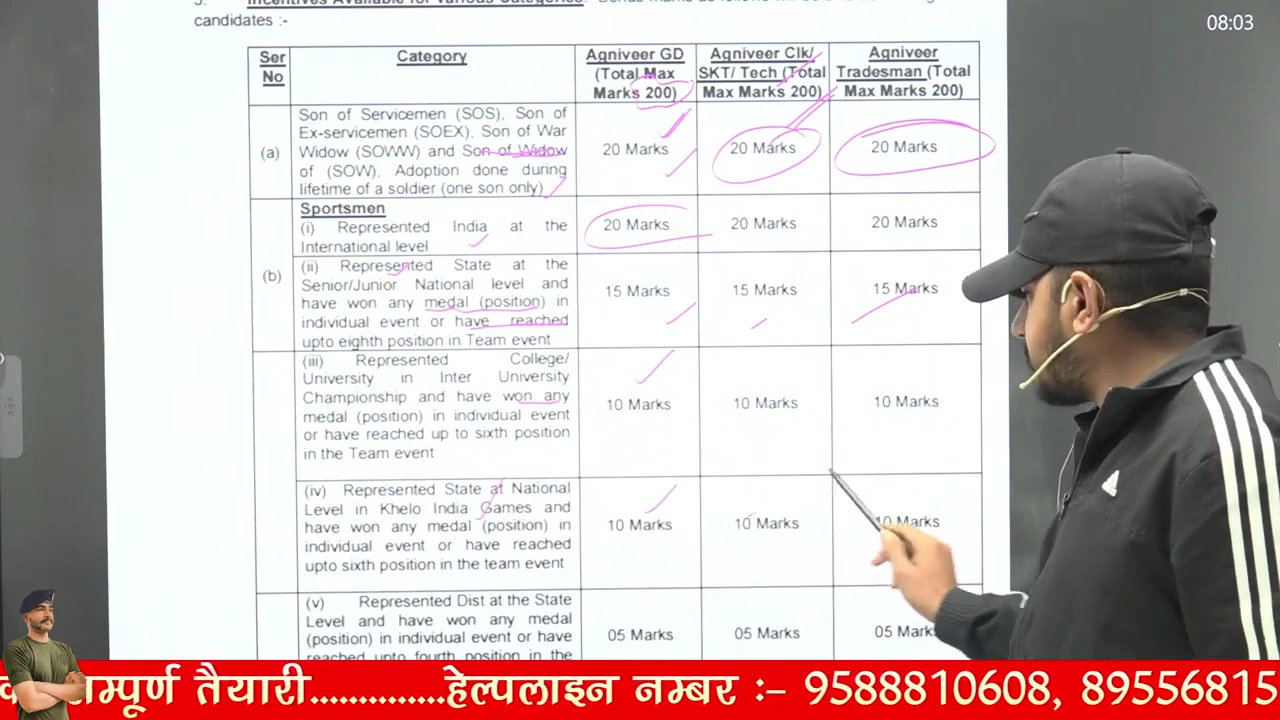 08:03
candidates :-
Ser No
Category
Agniveer GD (Total Max Marks 200)
Agniveer Clk/ SKT/ Tech (Total Max Marks 200)
Agniveer Tradesman (Total Max Marks 200)
(a)
Son of Servicemen (SOS), Son of
Ex-servicemen (SOEX), Son of War
Widow (SOWW) and Son of Widow
of (SOW), Adoption done during
lifetime of a soldier (one son only)
20 Marks
20 Marks
20 Marks
(b)
Sportsmen
(i) Represented India at the
International level
20 Marks
20 Marks
20 Marks
(ii) Represented State at the
Senior/Junior National level and
have won any medal (position) in
individual event or have reached
upto eighth position in Team event
15 Marks
15 Marks
15 Marks
(iii) Represented College/
University in Inter University
Championship and have won any
medal (position) in individual event
or have reached up to sixth position
in the Team event
10 Marks
10 Marks
10 Marks
(iv) Represented State at National
Level in Khelo India Games and
have won any medal (position) in
individual event or have reached
upto sixth position in the team event
10 Marks
10 Marks
10 Marks
(v) Represented Dist at the State
Level and have won any medal
(position) in individual event or have
reached upto fourth position in the
05 Marks
05 Marks
05 Mark
म्पूर्ण तैयारी..............हेल्पलाइन नम्बर :- 9588810608, 89556815